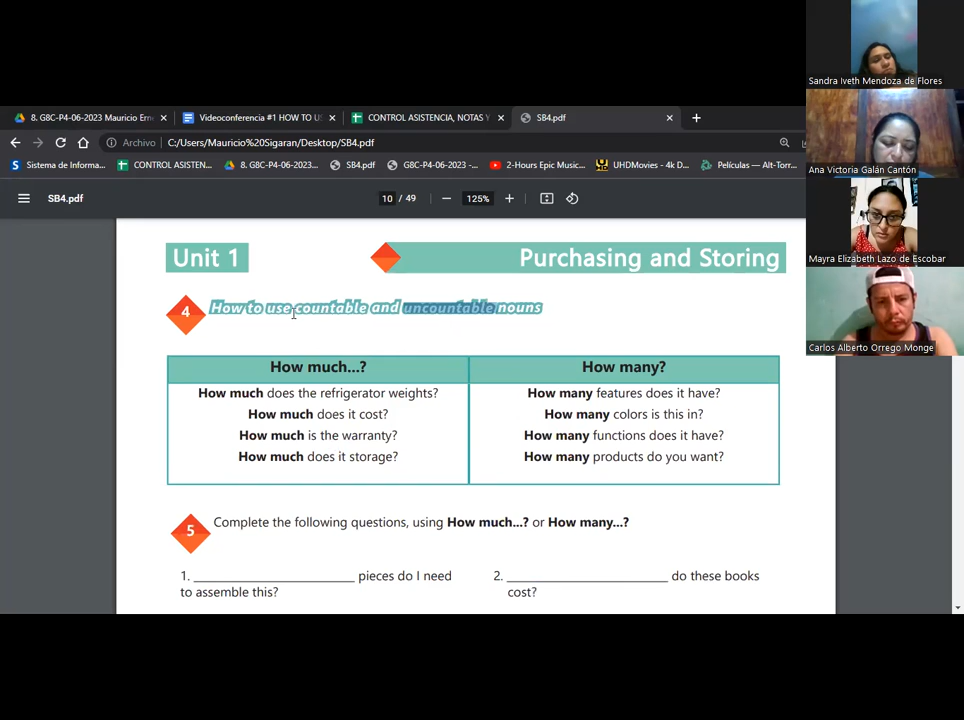 8. G8C-P4-06-2023 Mauricio Ern
Videoconferencia #1 HOW TO U
CONTROL ASISTENCIA, NOTAS Y
SB4.pdf
Archivo
C:/Users/Mauricio%20Sigaran/Desktop/SB4.pdf
Sistema de Informa...
CONTROL ASISTEN...
8. G8C-P4-06-2023...
SB4.pdf
G8C-P4-06-2023 -...
2-Hours Epic Music...
UHDMovies - 4k D...
Películas — Alt-Torr...
SB4.pdf
10 / 49
125%
Unit 1
Purchasing and Storing
4
How to use countable and uncountable nouns
How much...?
How many?
How much does the refrigerator weights?
How many features does it have?
How much does it cost?
How many colors is this in?
How much is the warranty?
How many functions does it have?
How much does it storage?
How many products do you want?
5
Complete the following questions, using How much...? or How many...?
1. ______________________ pieces do I need
to assemble this?
2. ______________________ do these books
cost?
Sandra Iveth Mendoza de Flores
Ana Victoria Galán Cantón
Mayra Elizabeth Lazo de Escobar
Carlos Alberto Orrego Monge